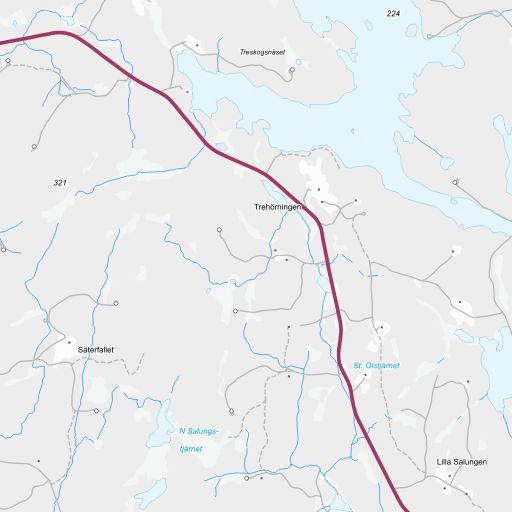 224
Treskogsnäset
321
Trehörningen
Säterfallet
St. Olstjärnet
N Salungs-
tjärnet
Lilla Salungen